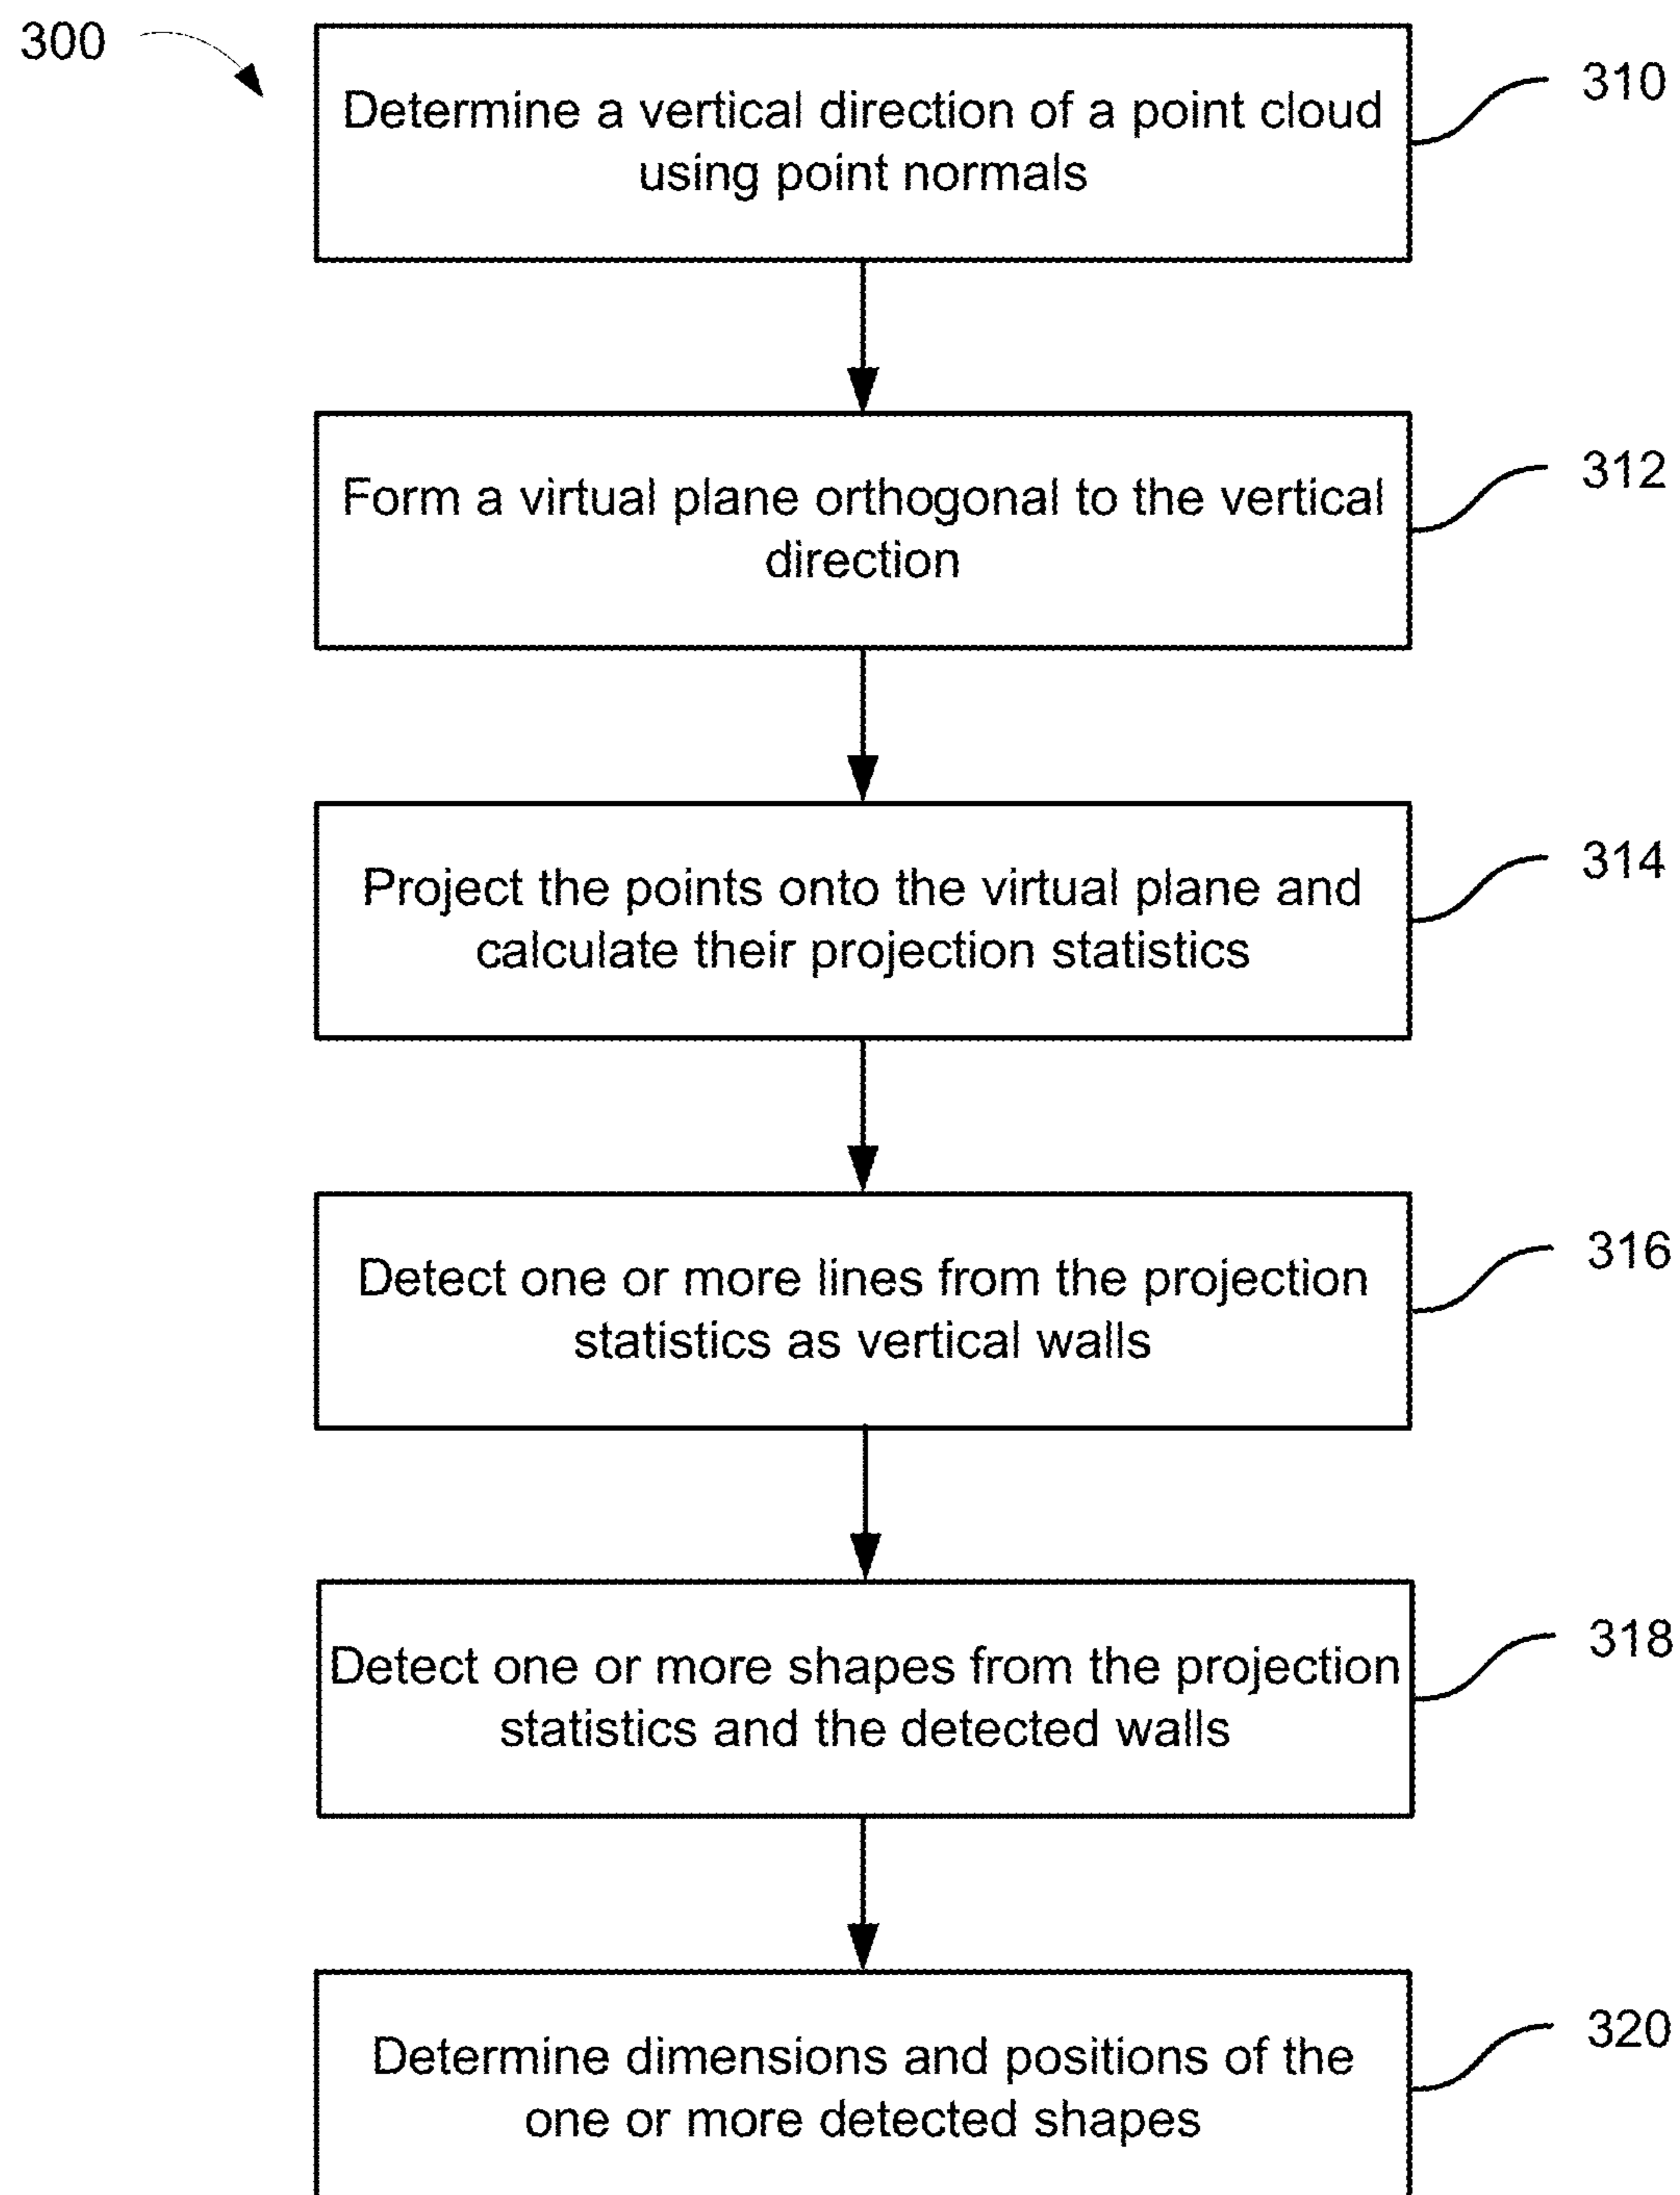 300
Determine a vertical direction of a point cloud
using point normals
310
Form a virtual plane orthogonal to the vertical
direction
312
Project the points onto the virtual plane and
calculate their projection statistics
314
Detect one or more lines from the projection
statistics as vertical walls
316
Detect one or more shapes from the projection
statistics and the detected walls
318
Determine dimensions and positions of the
one or more detected shapes
320